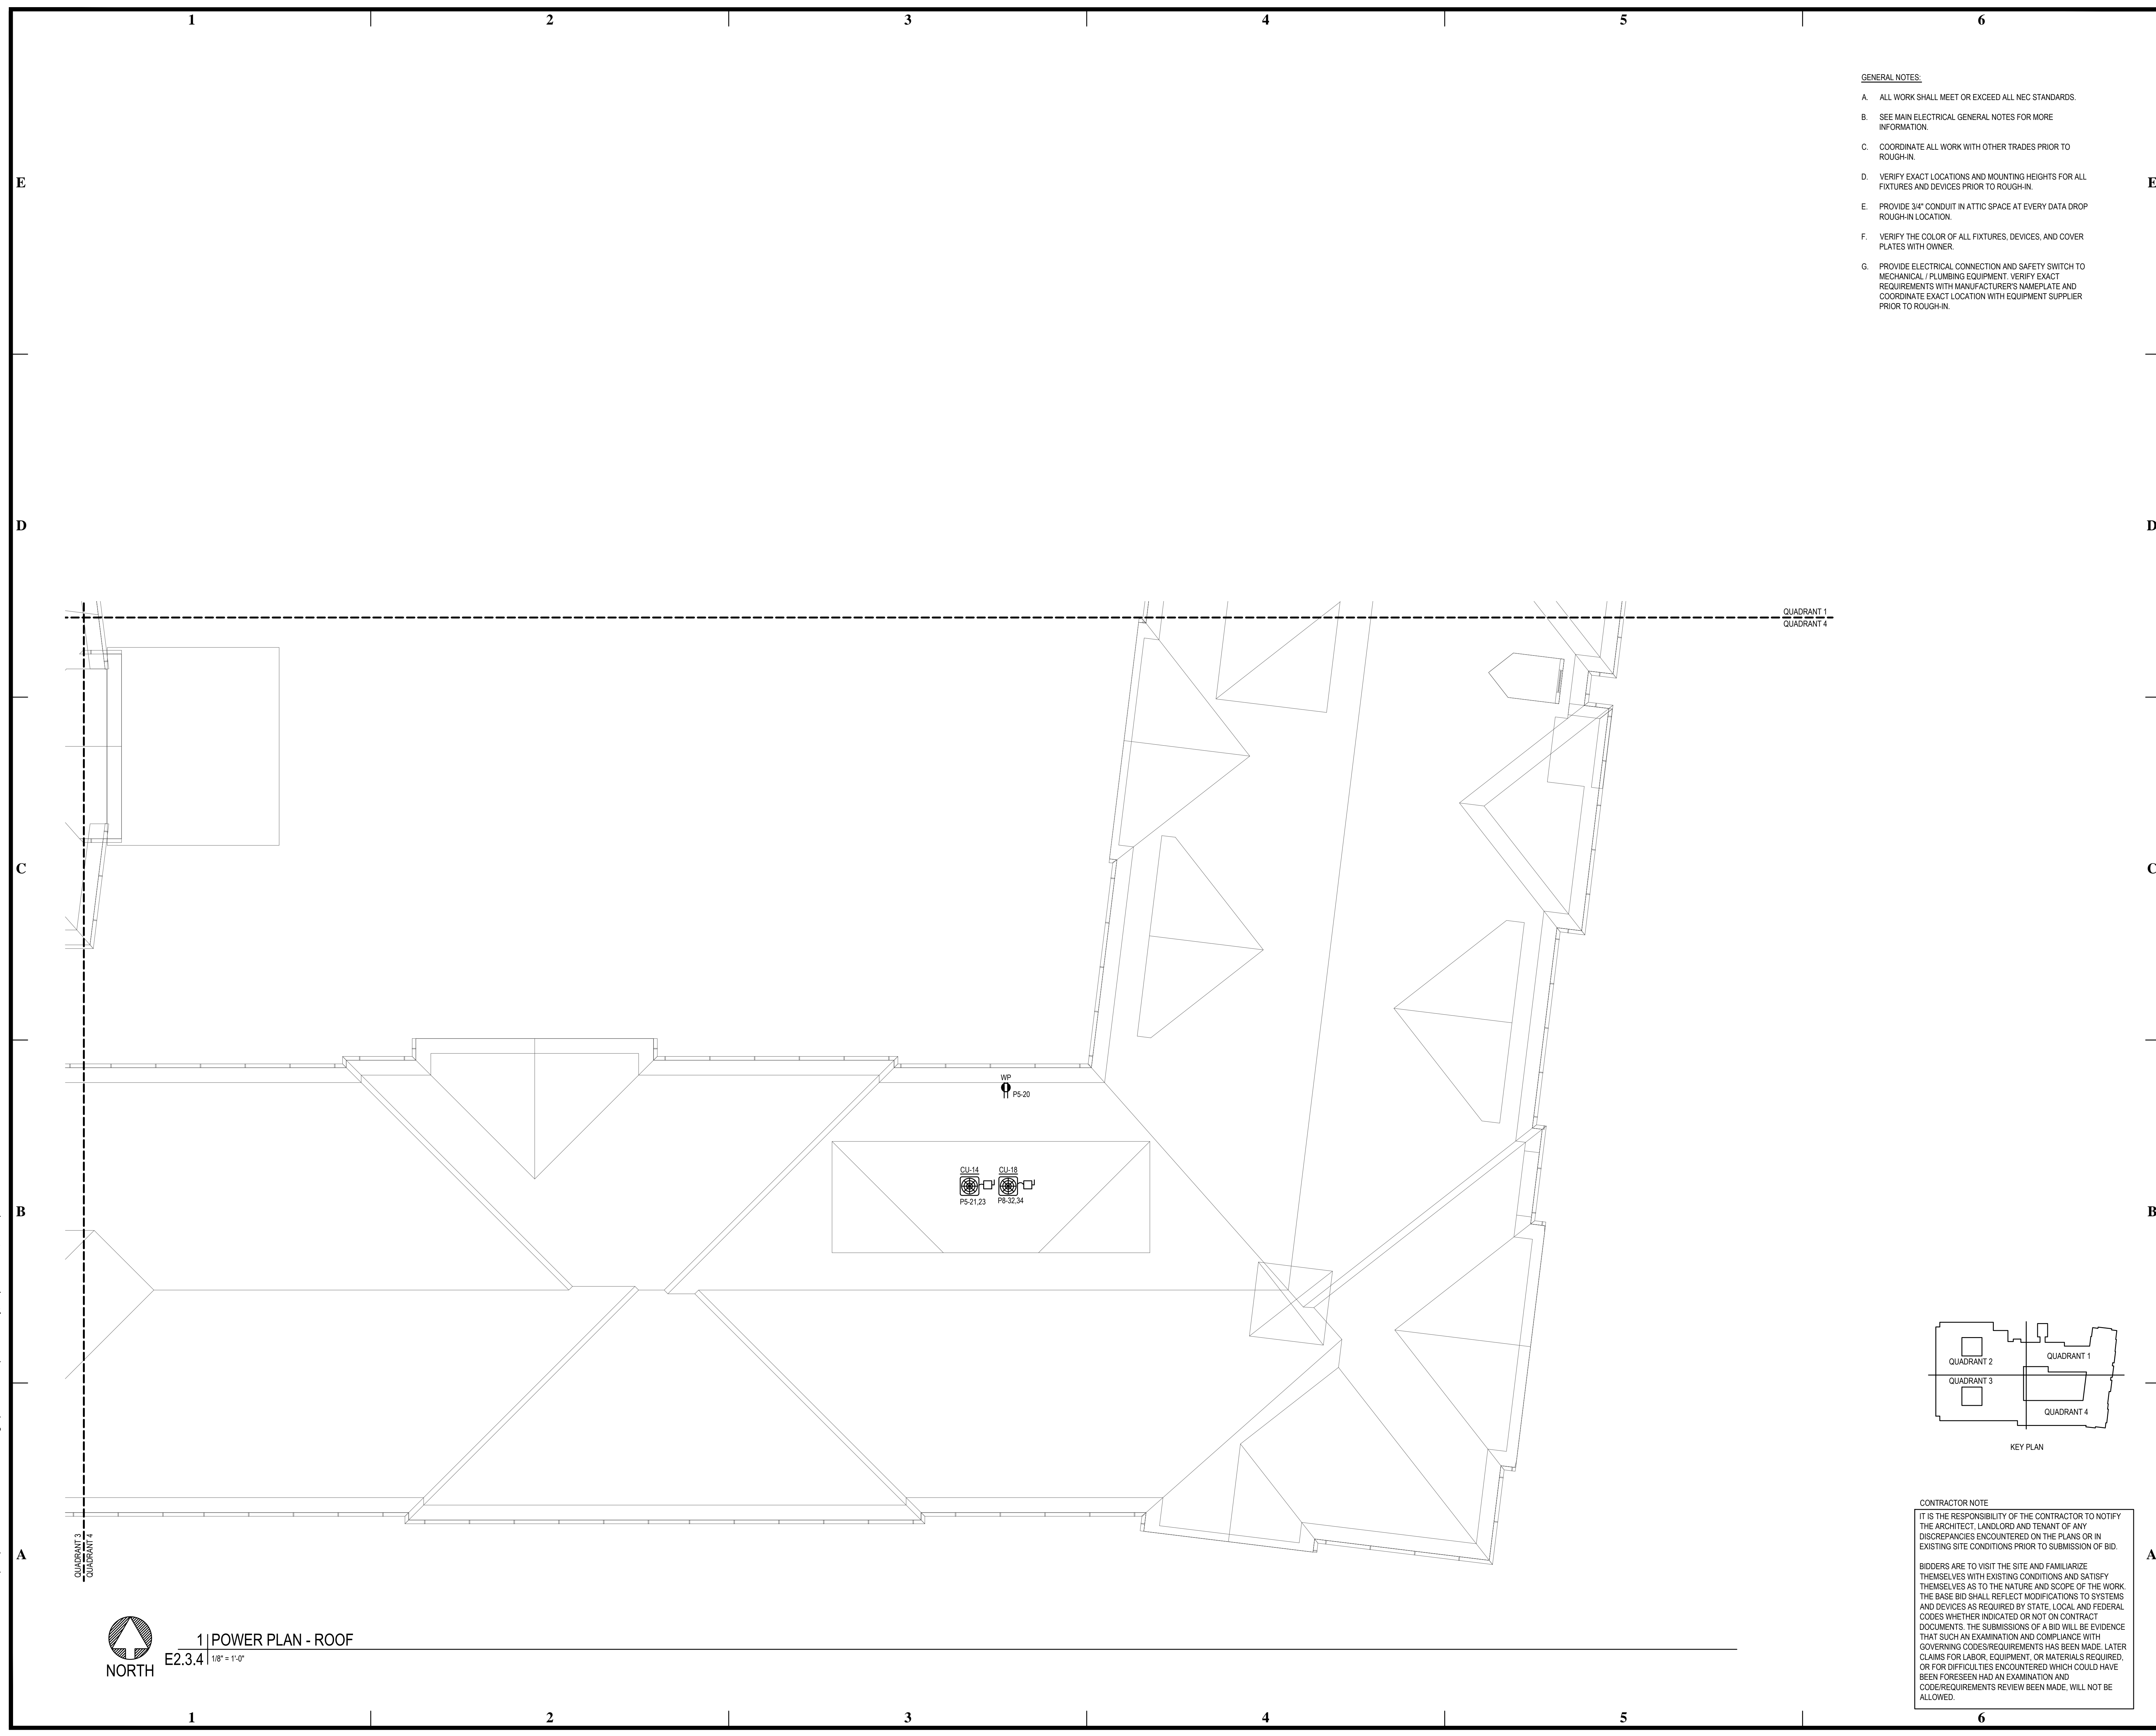 1 2 3 4 5 6
GENERAL NOTES:
A. ALL WORK SHALL MEET OR EXCEED ALL NEC STANDARDS.
B. SEE MAIN ELECTRICAL GENERAL NOTES FOR MORE
INFORMATION.
C. COORDINATE ALL WORK WITH OTHER TRADES PRIOR TO
ROUGH-IN.
D. VERIFY EXACT LOCATIONS AND MOUNTING HEIGHTS FOR ALL
FIXTURES AND DEVICES PRIOR TO ROUGH-IN.
E. PROVIDE 3/4" CONDUIT IN ATTIC SPACE AT EVERY DATA DROP
ROUGH-IN LOCATION.
F. VERIFY THE COLOR OF ALL FIXTURES, DEVICES, AND COVER
PLATES WITH OWNER.
G. PROVIDE ELECTRICAL CONNECTION AND SAFETY SWITCH TO
MECHANICAL / PLUMBING EQUIPMENT. VERIFY EXACT
REQUIREMENTS WITH MANUFACTURER'S NAMEPLATE AND
COORDINATE EXACT LOCATION WITH EQUIPMENT SUPPLIER
PRIOR TO ROUGH-IN.
E E
D D
QUADRANT 1
QUADRANT 4
C C
WP
P5-20
CU-14 CU-18
P5-21,23 P8-32,34
B B
QUADRANT 2 QUADRANT 1
QUADRANT 3
QUADRANT 4
KEY PLAN
QUADRANT 3
QUADRANT 4
A A
CONTRACTOR NOTE
IT IS THE RESPONSIBILITY OF THE CONTRACTOR TO NOTIFY
THE ARCHITECT, LANDLORD AND TENANT OF ANY
DISCREPANCIES ENCOUNTERED ON THE PLANS OR IN
EXISTING SITE CONDITIONS PRIOR TO SUBMISSION OF BID.
BIDDERS ARE TO VISIT THE SITE AND FAMILIARIZE
THEMSELVES WITH EXISTING CONDITIONS AND SATISFY
THEMSELVES AS TO THE NATURE AND SCOPE OF THE WORK.
THE BASE BID SHALL REFLECT MODIFICATIONS TO SYSTEMS
AND DEVICES AS REQUIRED BY STATE, LOCAL AND FEDERAL
CODES WHETHER INDICATED OR NOT ON CONTRACT
DOCUMENTS. THE SUBMISSIONS OF A BID WILL BE EVIDENCE
THAT SUCH AN EXAMINATION AND COMPLIANCE WITH
GOVERNING CODES/REQUIREMENTS HAS BEEN MADE. LATER
CLAIMS FOR LABOR, EQUIPMENT, OR MATERIALS REQUIRED,
OR FOR DIFFICULTIES ENCOUNTERED WHICH COULD HAVE
BEEN FORESEEN HAD AN EXAMINATION AND
CODE/REQUIREMENTS REVIEW BEEN MADE, WILL NOT BE
ALLOWED.
NORTH
1 POWER PLAN - ROOF
E2.3.4 1/8" = 1'-0"
1 2 3 4 5 6